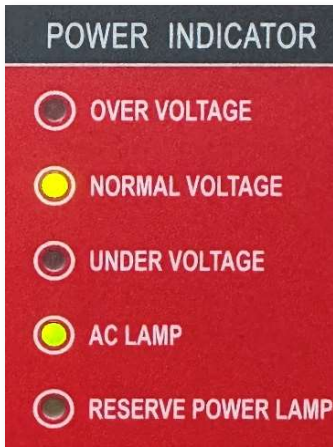 POWER INDICATOR
OVER VOLTAGE
NORMAL VOLTAGE
UNDER VOLTAGE
AC LAMP
RESERVE POWER LAMP